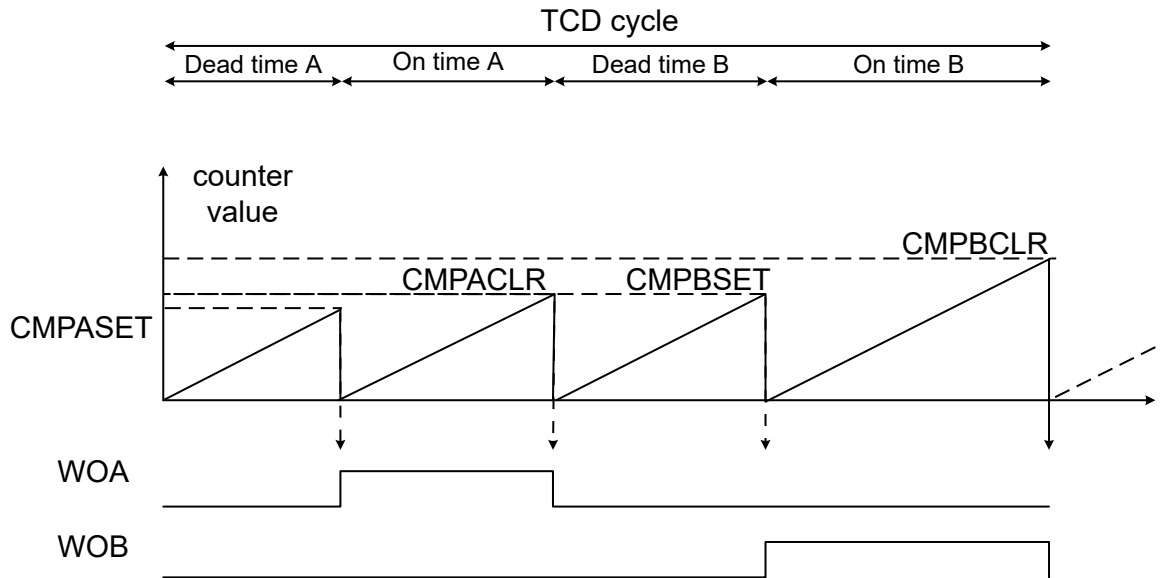 TCD cycle
Dead time A
On time A
Dead time B
On time B
counter
value
CMPBCLR
CMPACLR
CMPBSET
CMPASET
WOA
WOB